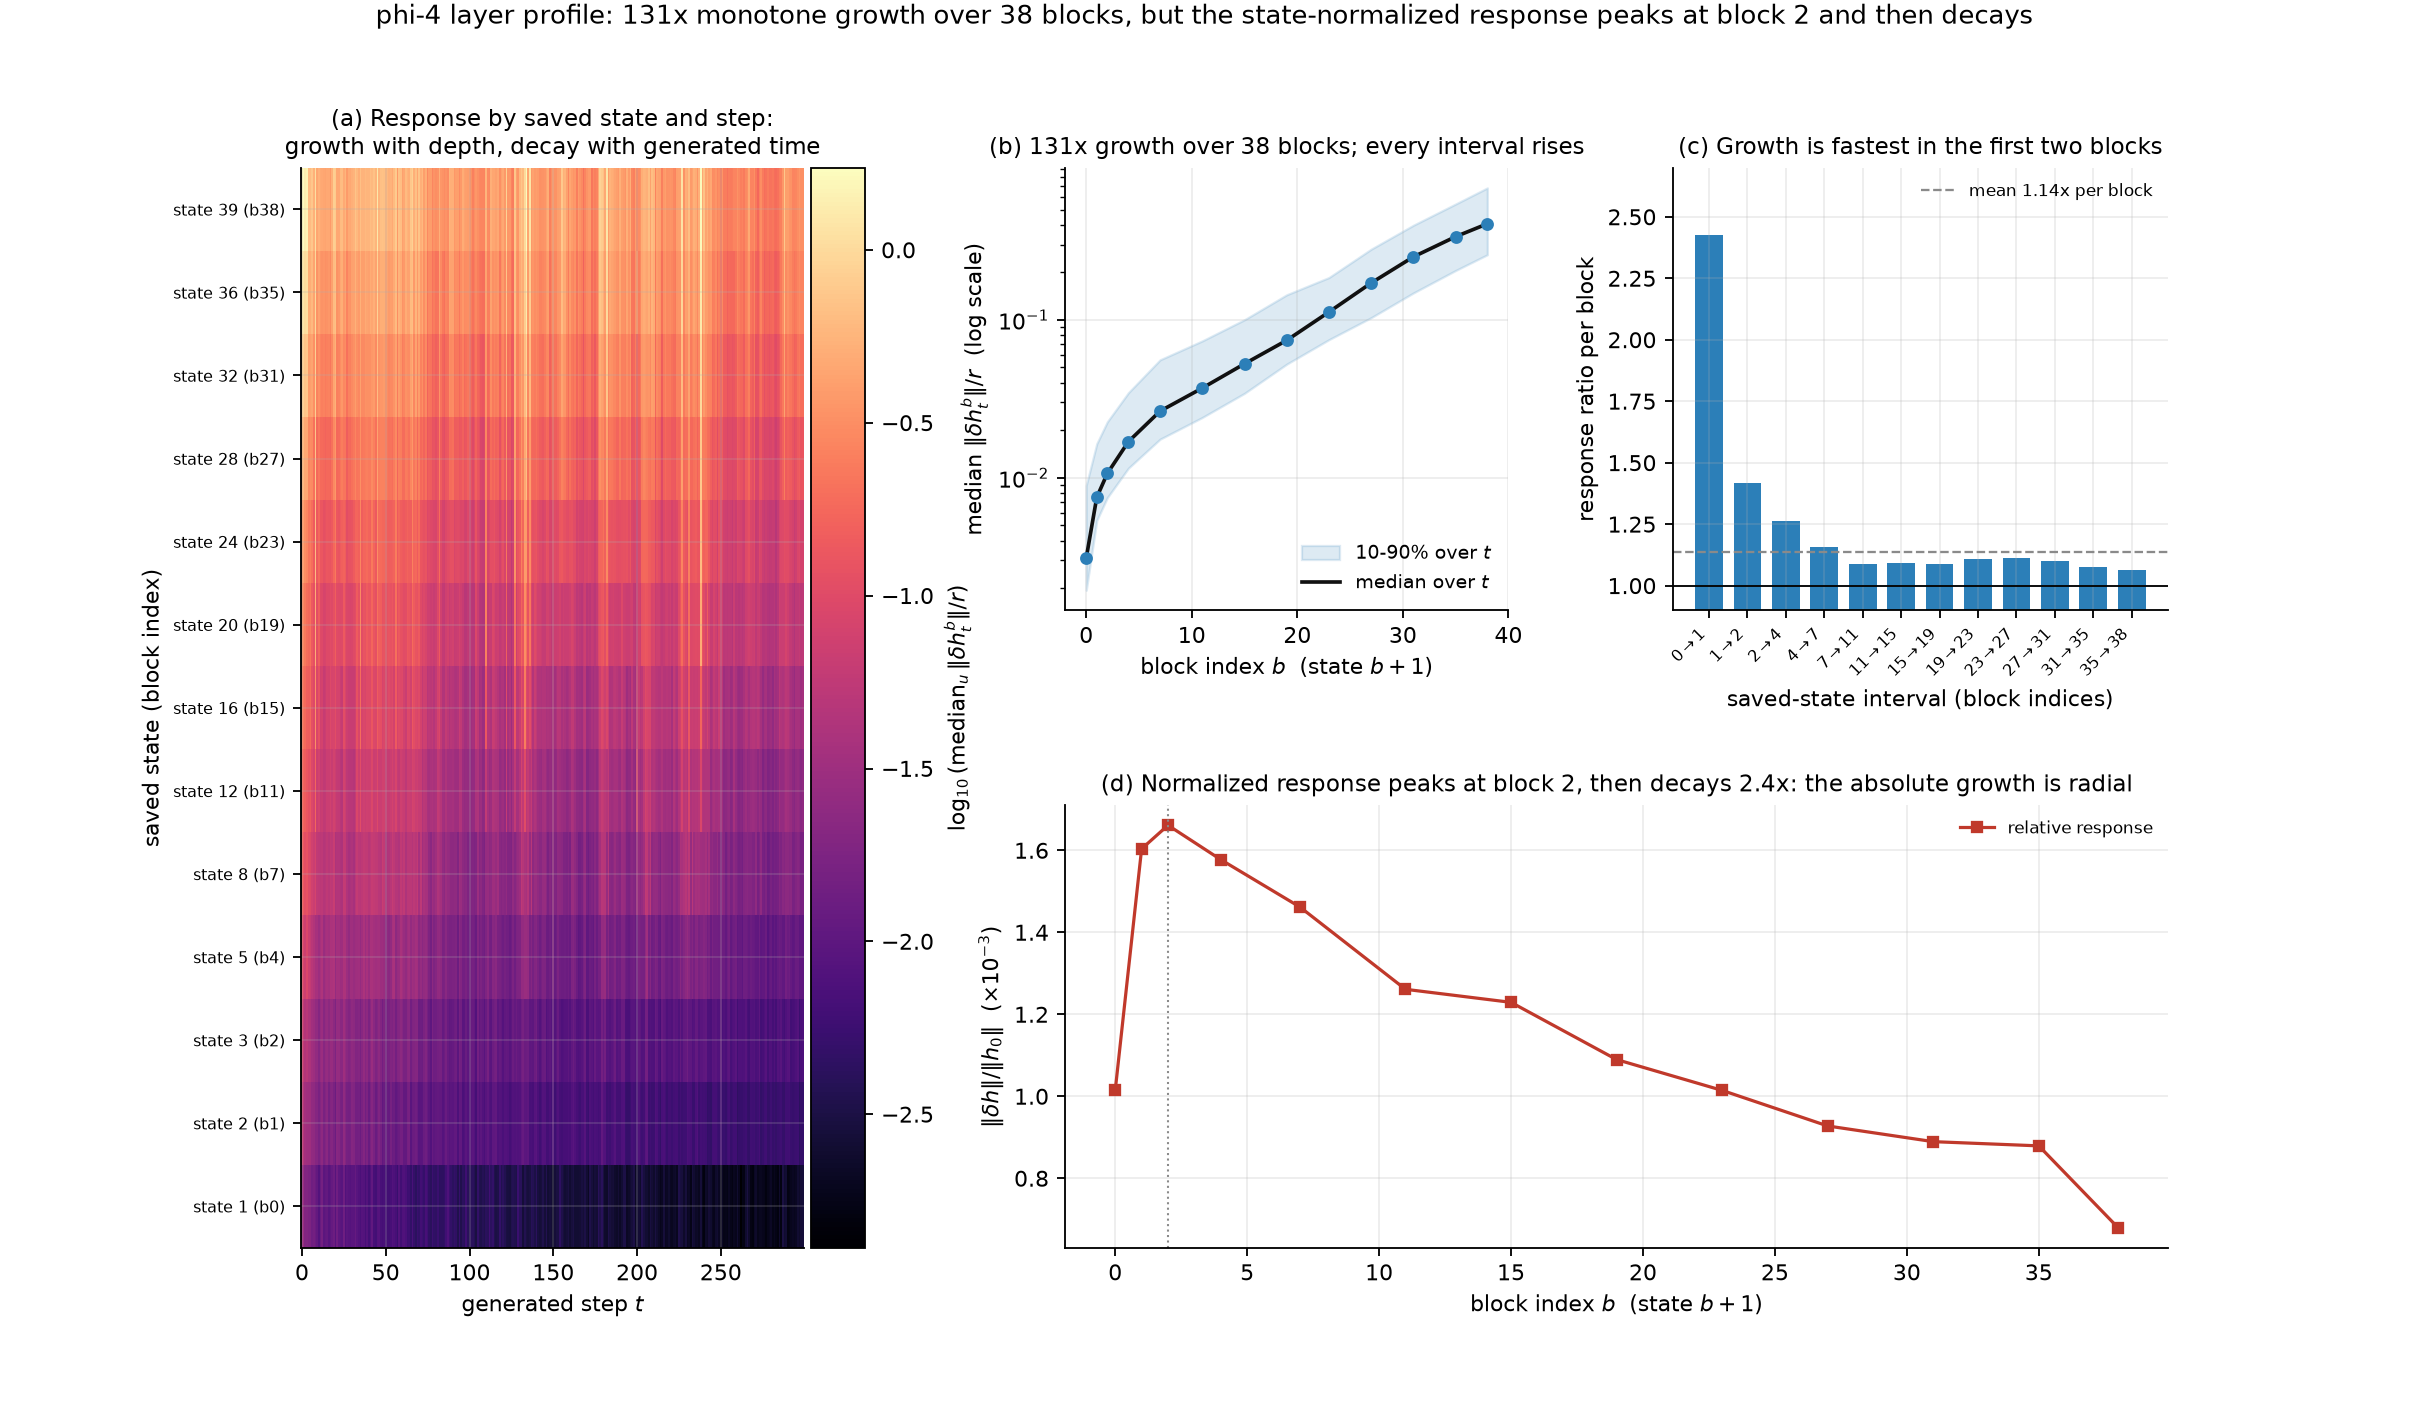 phi-4 layer profile: 131x monotone growth over 38 blocks, but the state-normalized response peaks at block 2 and then decays
(a) Response by saved state and step:
growth with depth, decay with generated time
saved state (block index)
state 39 (b38)
state 36 (b35)
state 32 (b31)
state 28 (b27)
state 24 (b23)
state 20 (b19)
state 16 (b15)
state 12 (b11)
state 8 (b7)
state 5 (b4)
state 3 (b2)
state 2 (b1)
state 1 (b0)
0 50 100 150 200 250
generated step t
0.0
−0.5
−1.0
−1.5
−2.0
−2.5
log₁₀ (medianᵤ ‖δhₜᵇ‖/r)
(b) 131x growth over 38 blocks; every interval rises
median ‖δhₜᵇ‖/r (log scale)
10⁻¹
10⁻²
10-90% over t
median over t
0 10 20 30 40
block index b (state b + 1)
(c) Growth is fastest in the first two blocks
mean 1.14x per block
response ratio per block
2.50
2.25
2.00
1.75
1.50
1.25
1.00
0→1 1→2 2→4 4→7 7→11 11→15 15→19 19→23 23→27 27→31 31→35 35→38
saved-state interval (block indices)
(d) Normalized response peaks at block 2, then decays 2.4x: the absolute growth is radial
relative response
‖δh‖/‖h₀‖ (×10⁻³)
1.6
1.4
1.2
1.0
0.8
0 5 10 15 20 25 30 35
block index b (state b + 1)